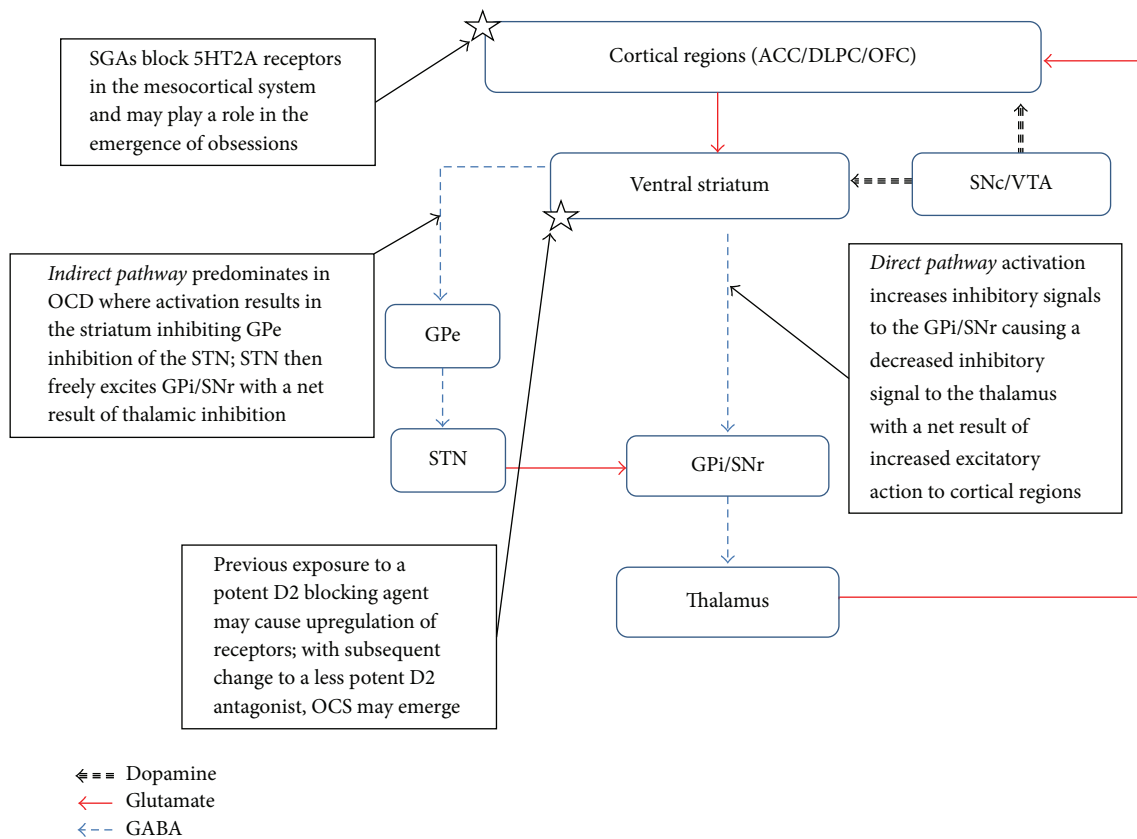 SGAs block 5HT2A receptors
in the mesocortical system
and may play a role in the
emergence of obsessions
Cortical regions (ACC/DLPC/OFC)
Ventral striatum
SNc/VTA
Indirect pathway predominates in
OCD where activation results in
the striatum inhibiting GPe
inhibition of the STN; STN then
freely excites GPi/SNr with a net
result of thalamic inhibition
GPe
STN
GPi/SNr
Direct pathway activation
increases inhibitory signals
to the GPi/SNr causing a
decreased inhibitory
signal to the thalamus
with a net result of
increased excitatory
action to cortical regions
Previous exposure to a
potent D2 blocking agent
may cause upregulation of
receptors; with subsequent
change to a less potent D2
antagonist, OCS may emerge
Thalamus
Dopamine
Glutamate
GABA